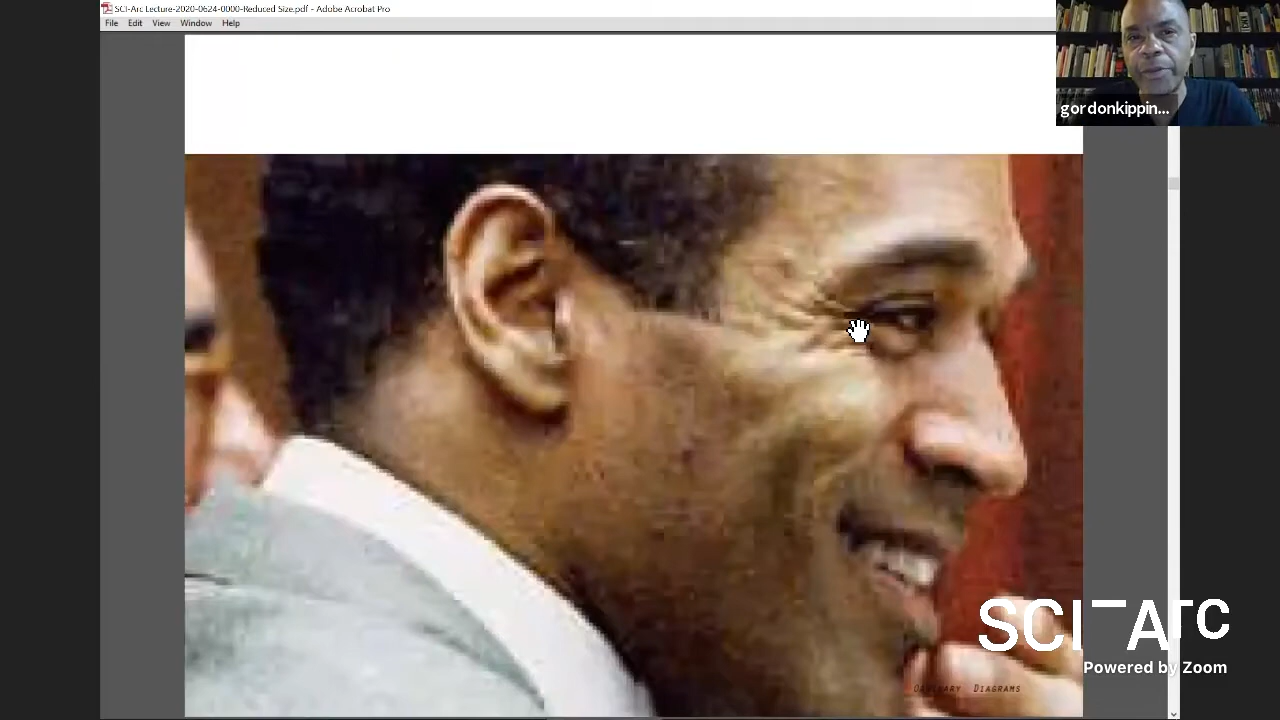 SCI-Arc Lecture-2020-0624-0000-Reduced Size.pdf - Adobe Acrobat Pro
File Edit View Window Help
gordonkippin...
SCI-Arc
Powered by Zoom
Diagrams